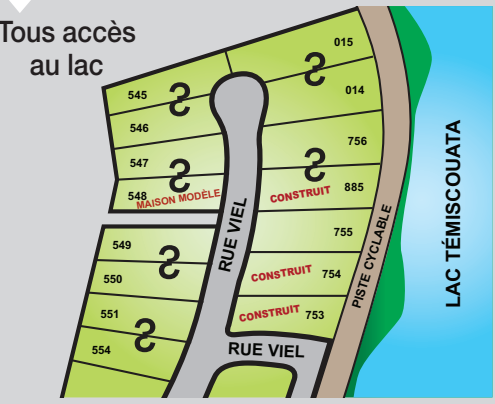 Tous accès
au lac
015
545
014
546
756
547
885
CONSTRUIT
548
MAISON MODÈLE
755
549
RUE VIEL
CONSTRUIT 754
550
PISTE CYCLABLE
LAC TÉMISCOUATA
551
CONSTRUIT 753
554
RUE VIEL